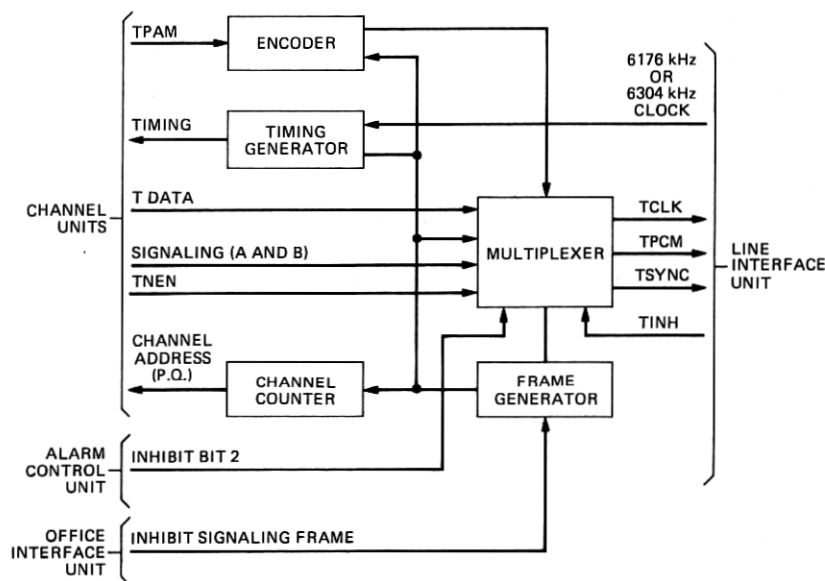 TPAM
ENCODER
6176 kHz
OR
6304 kHz
CLOCK
TIMING
TIMING
GENERATOR
CHANNEL
UNITS
T DATA
SIGNALING (A AND B)
TNEN
MULTIPLEXER
TCLK
TPCM
TSYNC
TINH
LINE
INTERFACE
UNIT
CHANNEL
ADDRESS
(P.Q.)
CHANNEL
COUNTER
FRAME
GENERATOR
ALARM
CONTROL
UNIT
INHIBIT BIT 2
OFFICE
INTERFACE
UNIT
INHIBIT SIGNALING FRAME